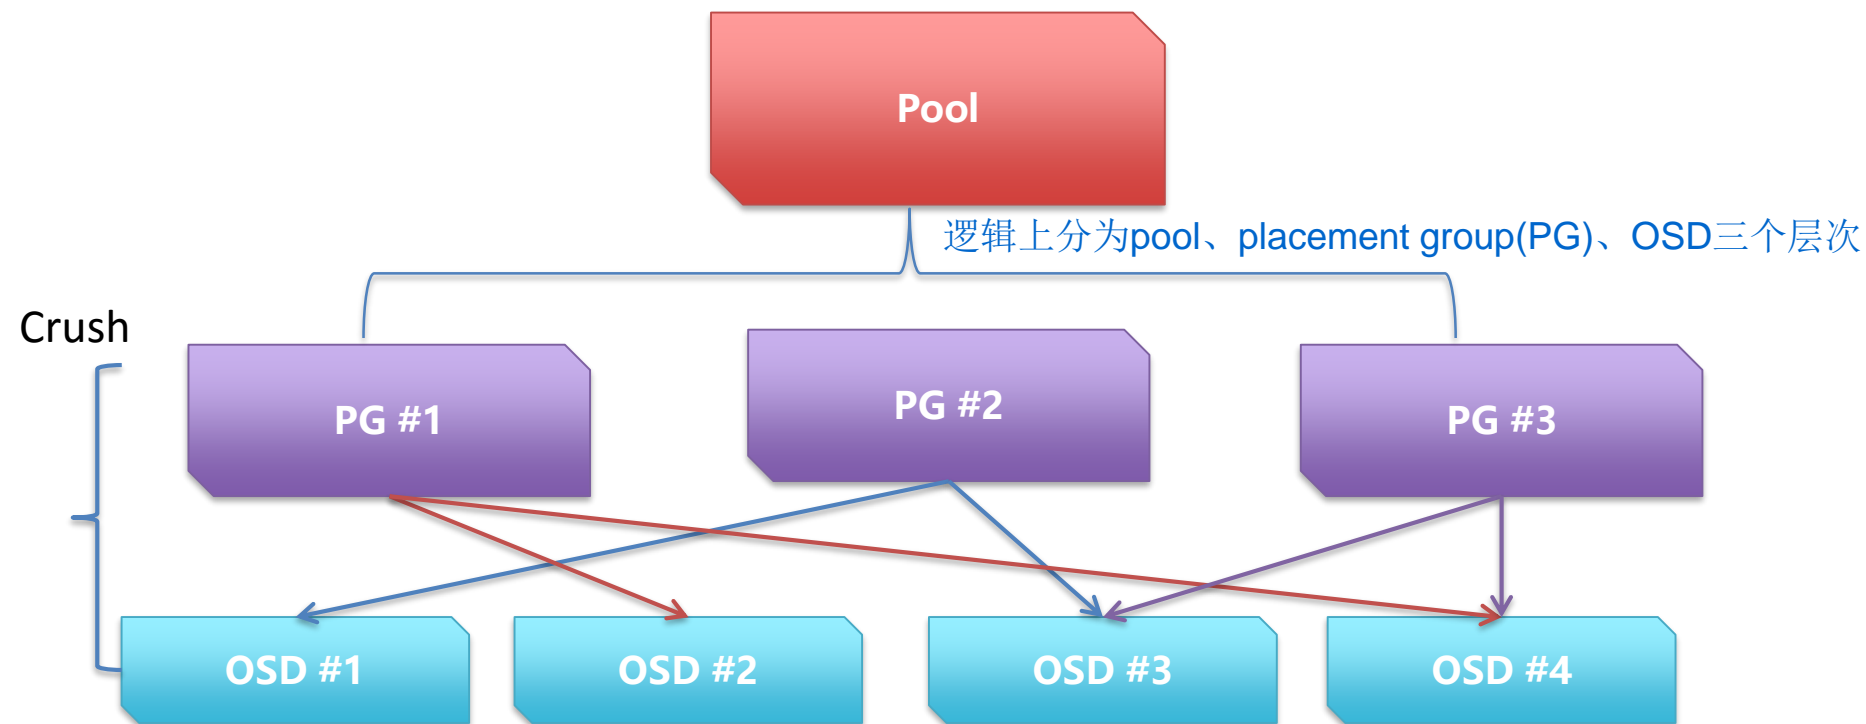 Pool
逻辑上分为pool、placement group(PG)、OSD三个层次
Crush
PG #1
PG #2
PG #3
OSD #1
OSD #2
OSD #3
OSD #4